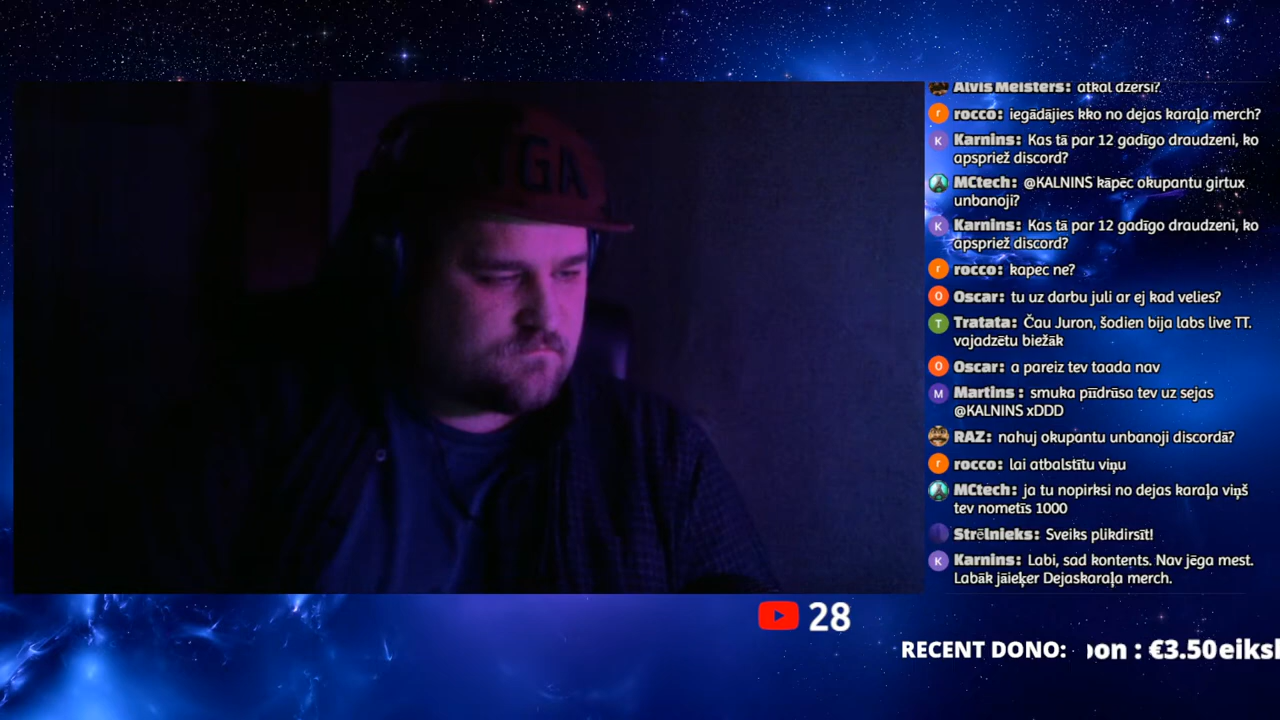 GA
Alvis Meisters: atkal dzersi?
r rocco: iegādājies kko no dejas karaļa merch?
K Karnins: Kas tā par 12 gadīgo draudzeni, ko
apspriež discord?
MCtech: @KALNINS kāpēc okupantu girtux
unbanoji?
K Karnins: Kas tā par 12 gadīgo draudzeni, ko
apspriež discord?
r rocco: kapec ne?
O Oscar: tu uz darbu juli ar ej kad velies?
T Tratata: Čau Juron, šodien bija labs live TT.
vajadzētu biežāk
O Oscar: a pareiz tev taada nav
M Martins : smuka pīīdrūsa tev uz sejas
@KALNINS xDDD
RAZ: nahuj okupantu unbanoji discordā?
r rocco: lai atbalstītu viņu
MCtech: ja tu nopirksi no dejas karaļa viņš
tev nometīs 1000
Strēlnieks: Sveiks plikdirsīt!
K Karnins: Labi, sad kontents. Nav jēga mest.
Labāk jāieķer Dejaskaraļa merch.
28
RECENT DONO: on : €3.50eiks